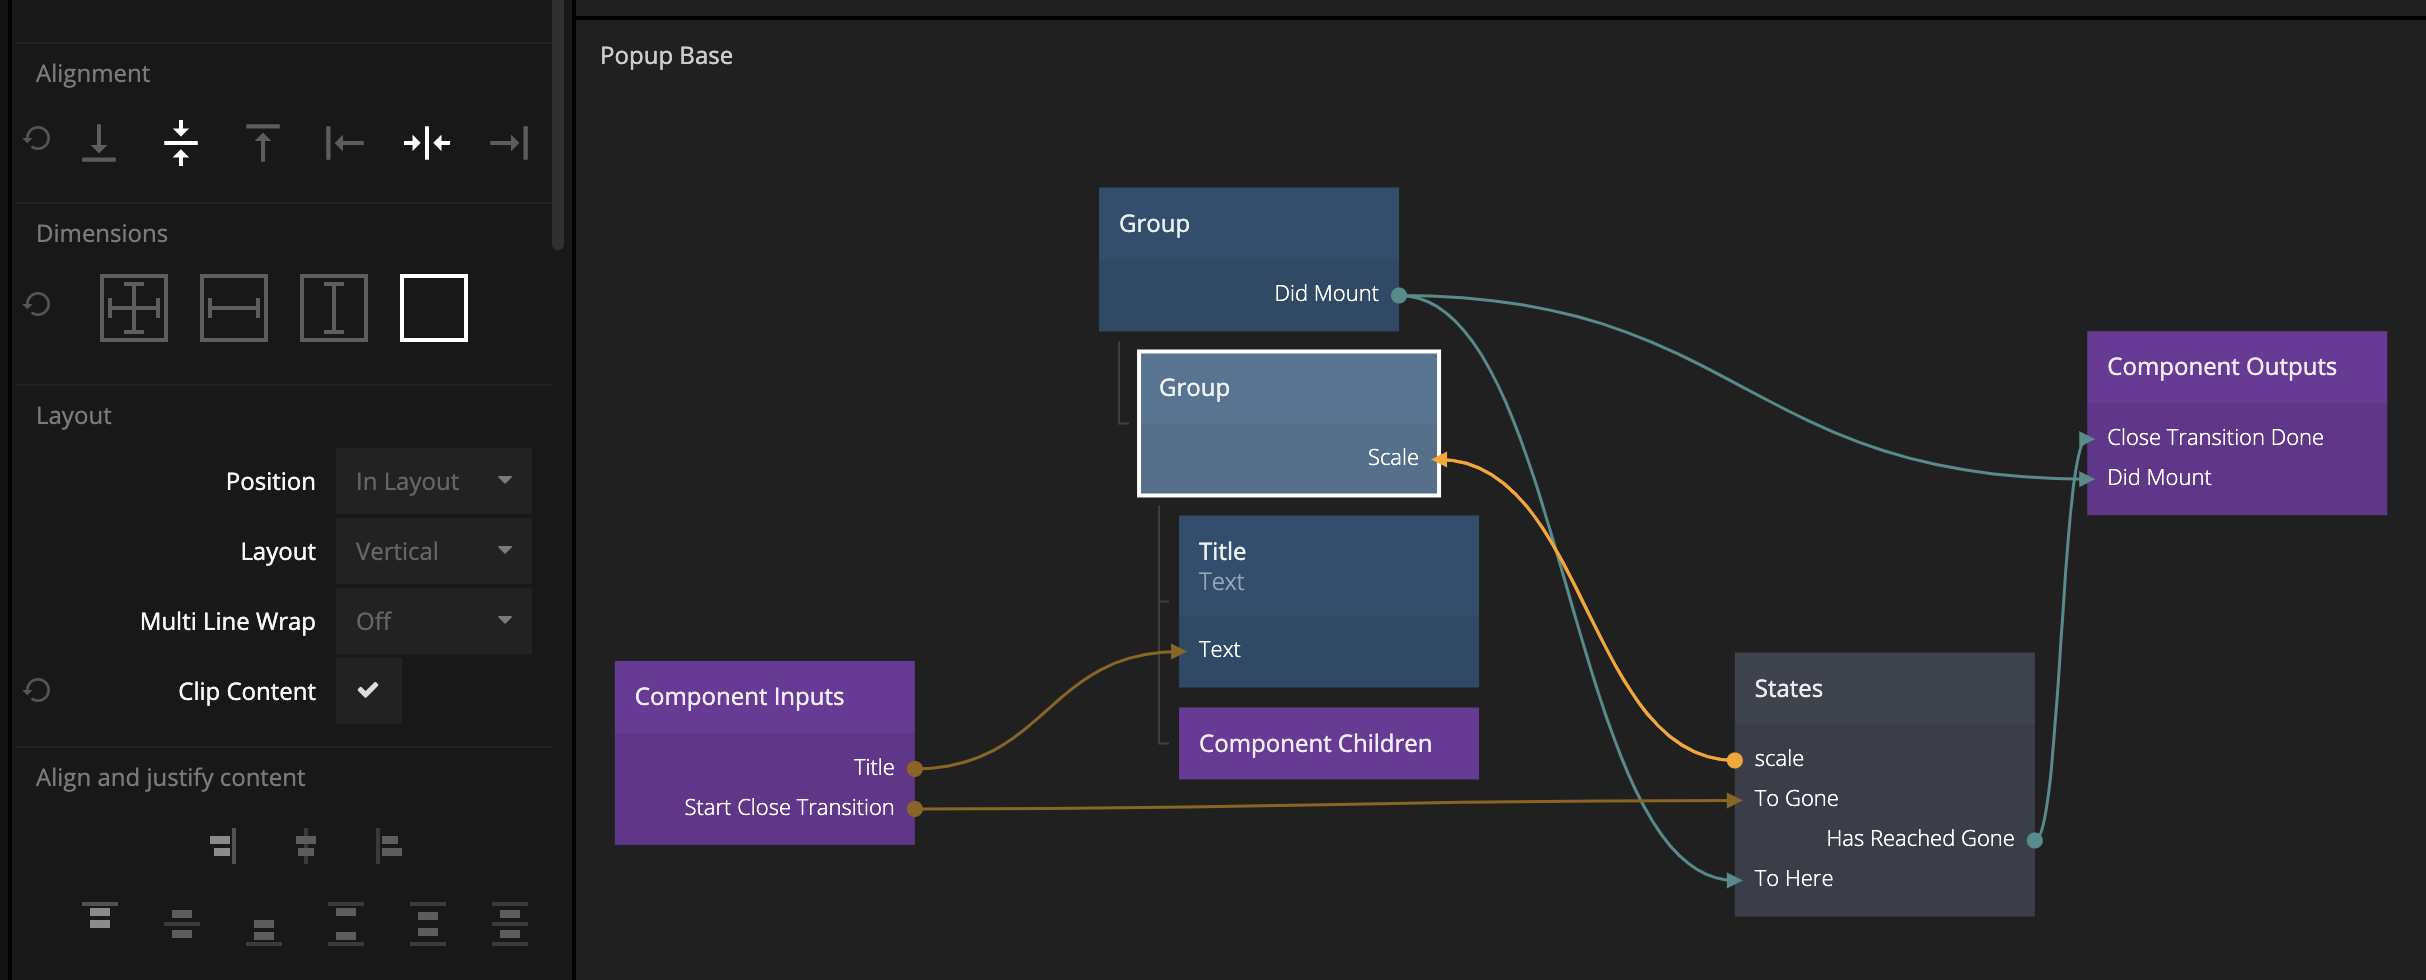 Alignment
Dimensions
Layout
Position In Layout
Layout Vertical
Multi Line Wrap Off
Clip Content
Align and justify content
Popup Base
Group
Did Mount
Group
Scale
Title
Text
Text
Component Children
Component Inputs
Title
Start Close Transition
States
scale
To Gone
Has Reached Gone
To Here
Component Outputs
Close Transition Done
Did Mount